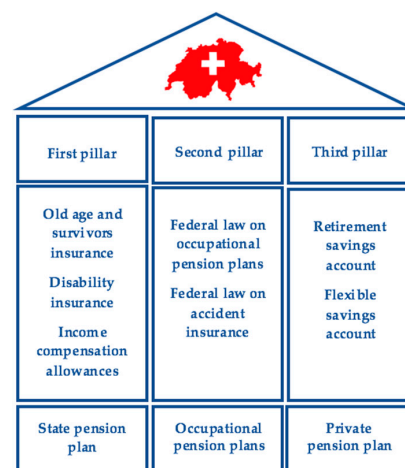 First pillar
Second pillar
Third pillar
Old age and
survivors
insurance
Disability
insurance
Income
compensation
allowances
Federal law on
occupational
pension plans
Federal law on
accident
insurance
Retirement
savings
account
Flexible
savings
account
State pension
plan
Occupational
pension plans
Private
pension plan